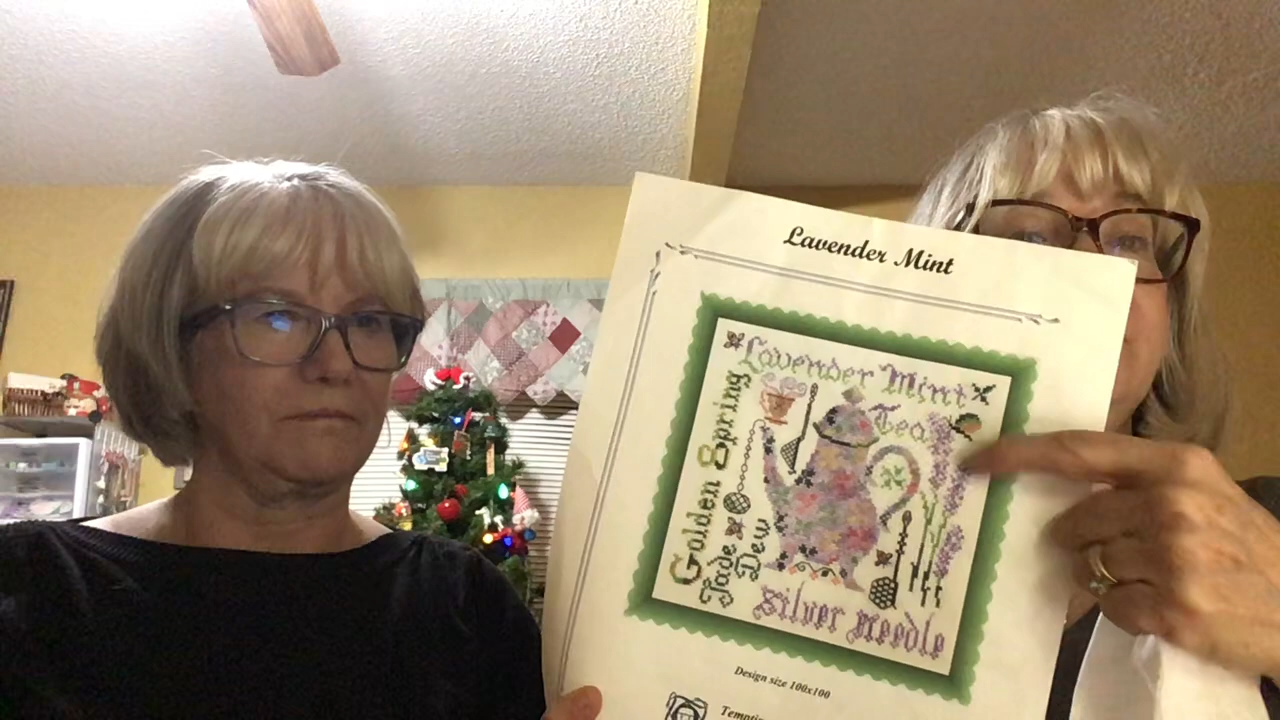 Lavender Mint
Lavender Mint
Tea
Golden Spring
Jade
Dew
Silver Needle
Design size 100x100